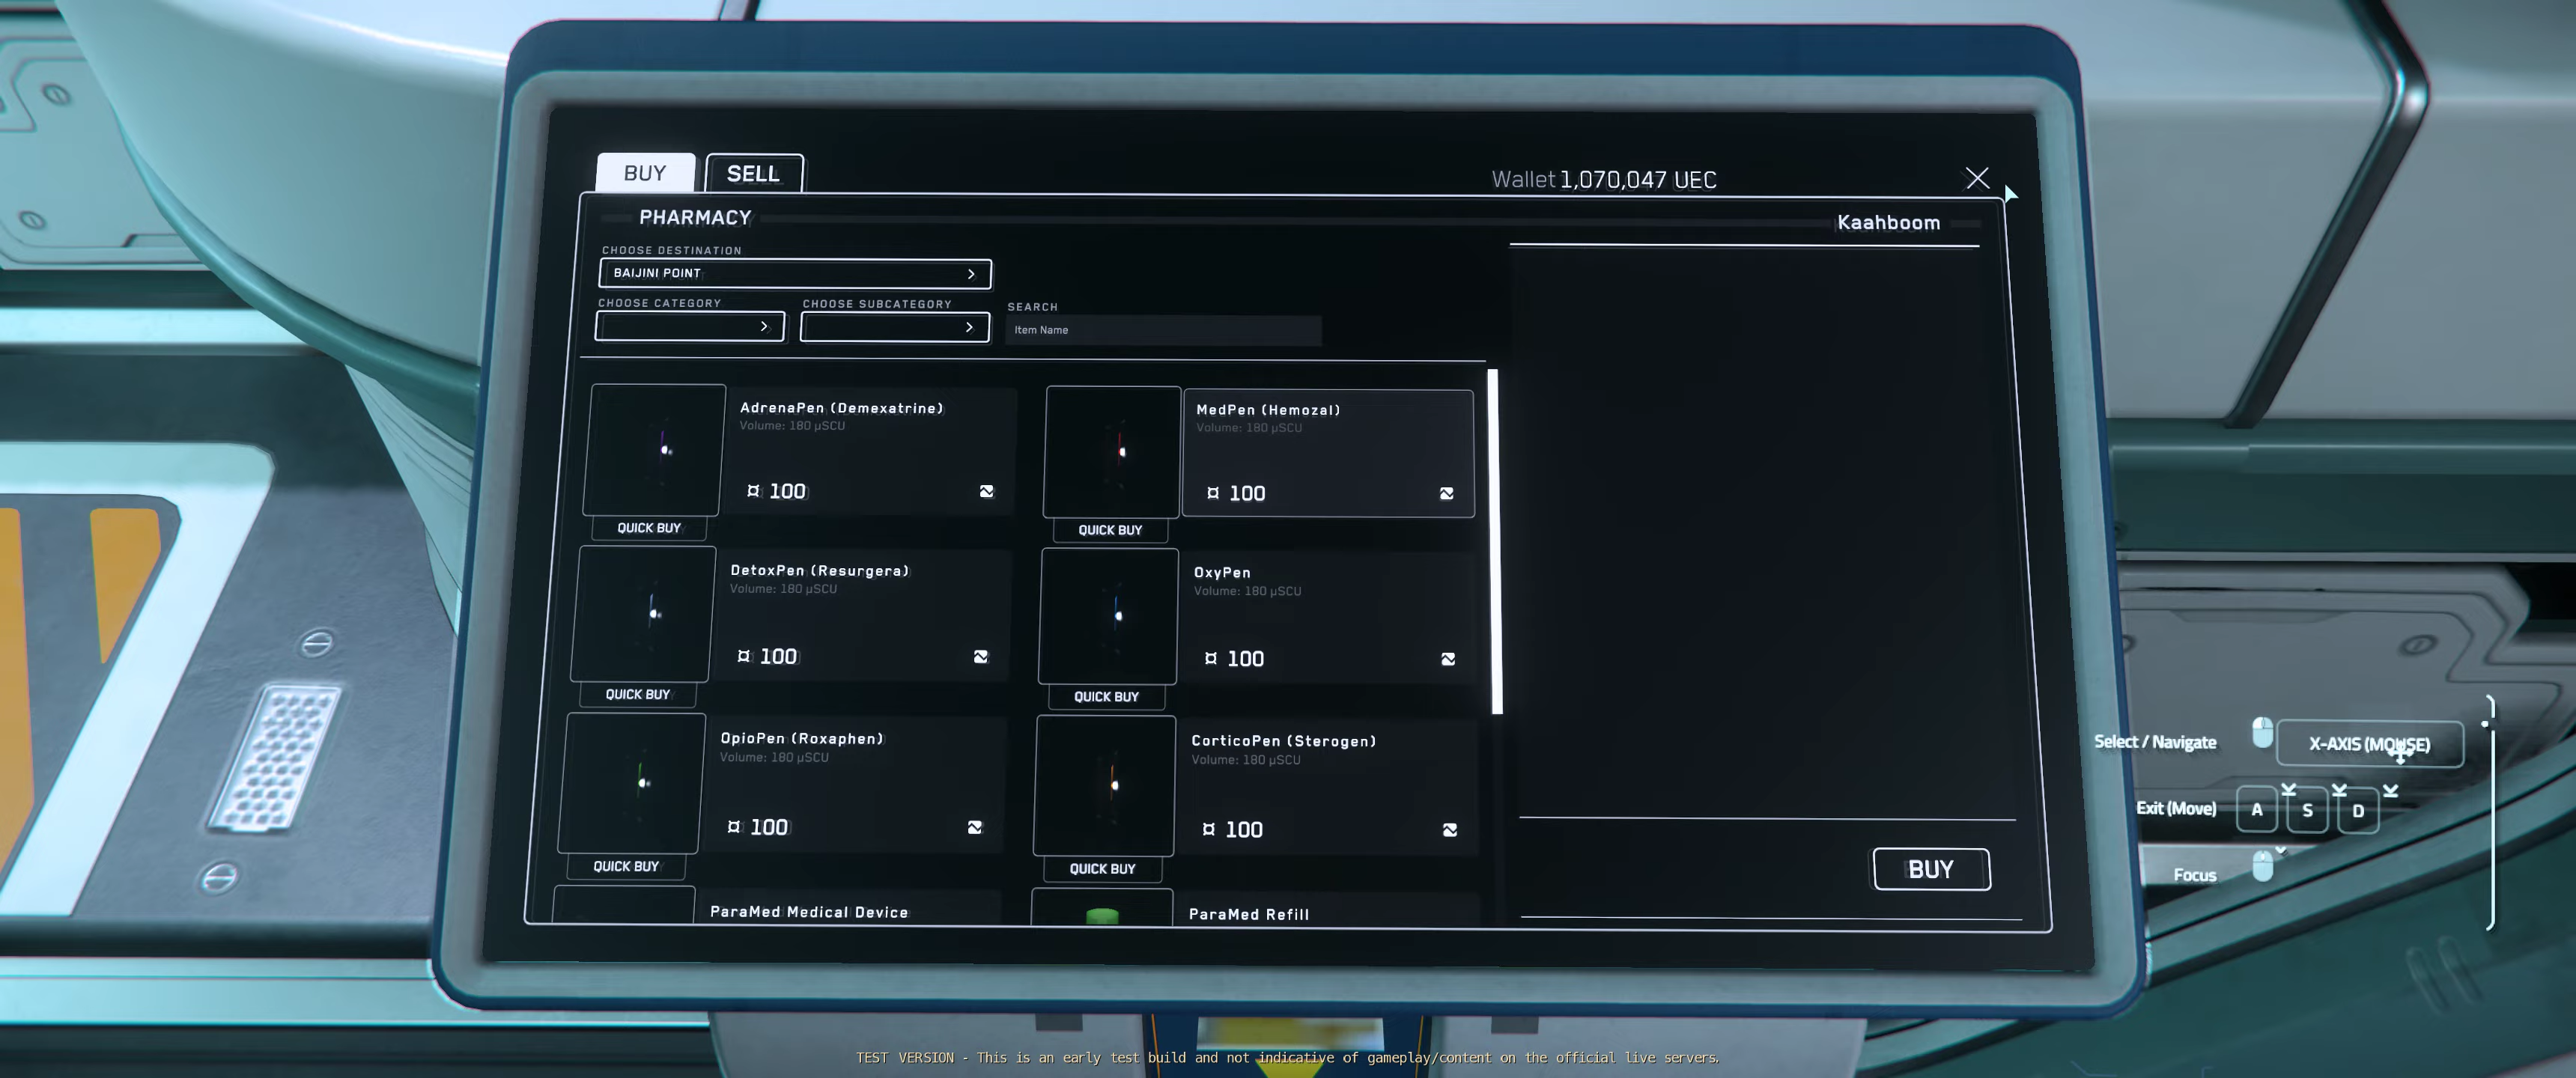 BUY
SELL
Wallet 1,070,047 UEC
PHARMACY
Kaahboom
CHOOSE DESTINATION
BAIJINI POINT
CHOOSE CATEGORY
CHOOSE SUBCATEGORY
SEARCH
Item Name
AdrenaPen (Demexatrine)
Volume: 180 µSCU
¤ 100
QUICK BUY
MedPen (Hemozal)
Volume: 180 µSCU
¤ 100
QUICK BUY
DetoxPen (Resurgera)
Volume: 180 µSCU
¤ 100
QUICK BUY
OxyPen
Volume: 180 µSCU
¤ 100
QUICK BUY
OpioPen (Roxaphen)
Volume: 180 µSCU
¤ 100
QUICK BUY
CorticoPen (Sterogen)
Volume: 180 µSCU
¤ 100
QUICK BUY
ParaMed Medical Device
ParaMed Refill
BUY
Select / Navigate
X-AXIS (MOUSE)
Exit (Move)
A
S
D
Focus
TEST VERSION - This is an early test build and not indicative of gameplay/content on the official live servers.